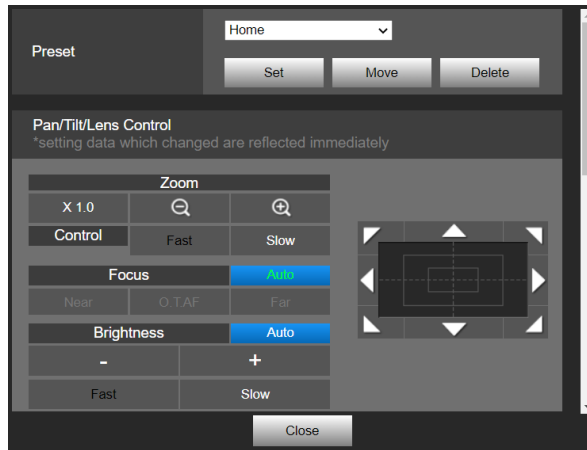 Home
Preset
Set Move Delete
Pan/Tilt/Lens Control
*setting data which changed are reflected immediately
Zoom
X 1.0
Control Fast Slow
Focus Auto
Near O.T.AF Far
Brightness Auto
- +
Fast Slow
Close